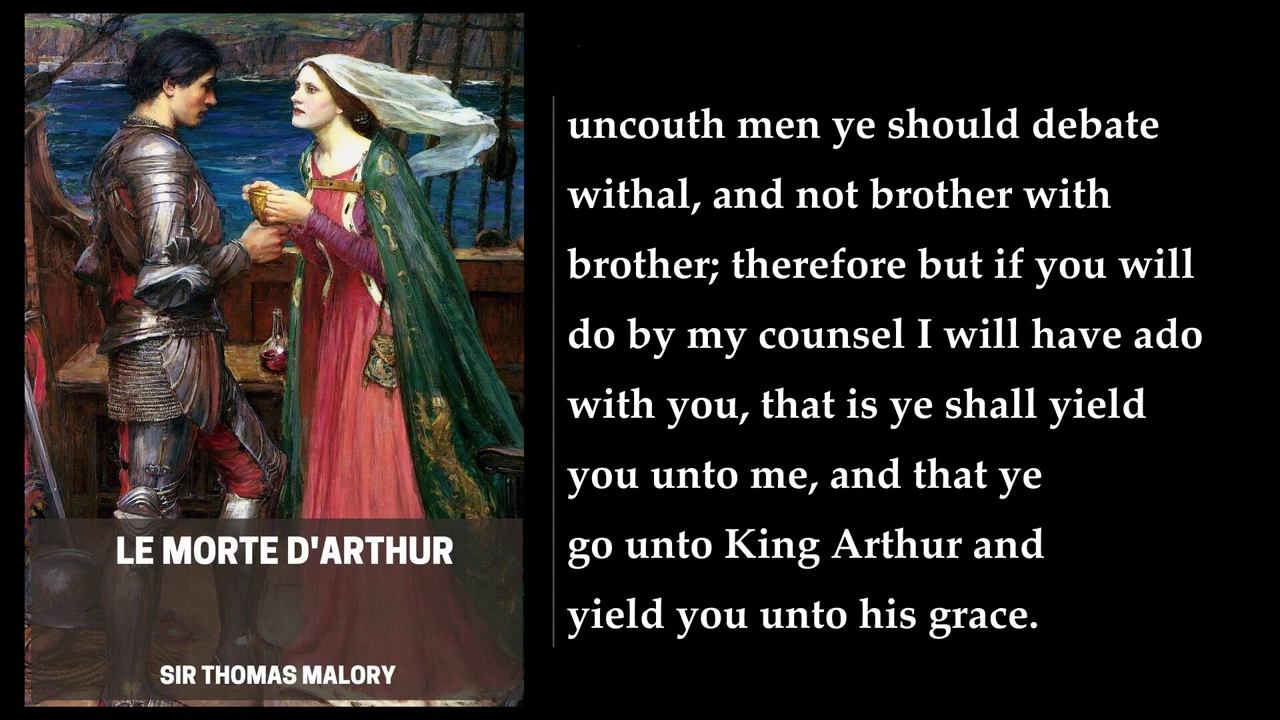 LE MORTE D'ARTHUR
SIR THOMAS MALORY
uncouth men ye should debate
withal, and not brother with
brother; therefore but if you will
do by my counsel I will have ado
with you, that is ye shall yield
you unto me, and that ye
go unto King Arthur and
yield you unto his grace.